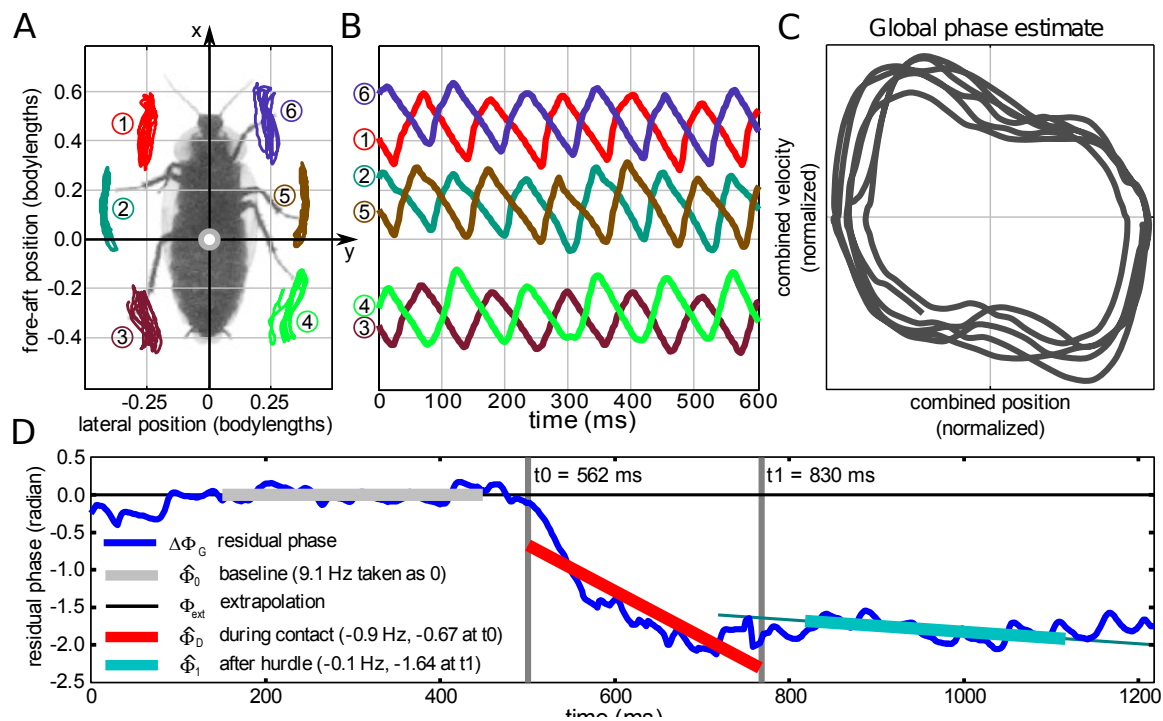 A
x
y
fore-aft position (bodylengths)
0.6
0.4
0.2
0.0
-0.2
-0.4
1
2
3
4
5
6
-0.25
0
0.25
lateral position (bodylengths)
B
6
1
2
5
4
3
0
100
200
300
400
500
600
time (ms)
C
Global phase estimate
combined velocity
(normalized)
combined position
(normalized)
D
residual phase (radian)
0.5
0.0
-0.5
-1.0
-1.5
-2.0
-2.5
t0 = 562 ms
t1 = 830 ms
ΔΦG residual phase
Φ̂0 baseline (9.1 Hz taken as 0)
Φext extrapolation
Φ̂D during contact (-0.9 Hz, -0.67 at t0)
Φ̂1 after hurdle (-0.1 Hz, -1.64 at t1)
0
200
400
600
800
1000
1200
time (ms)